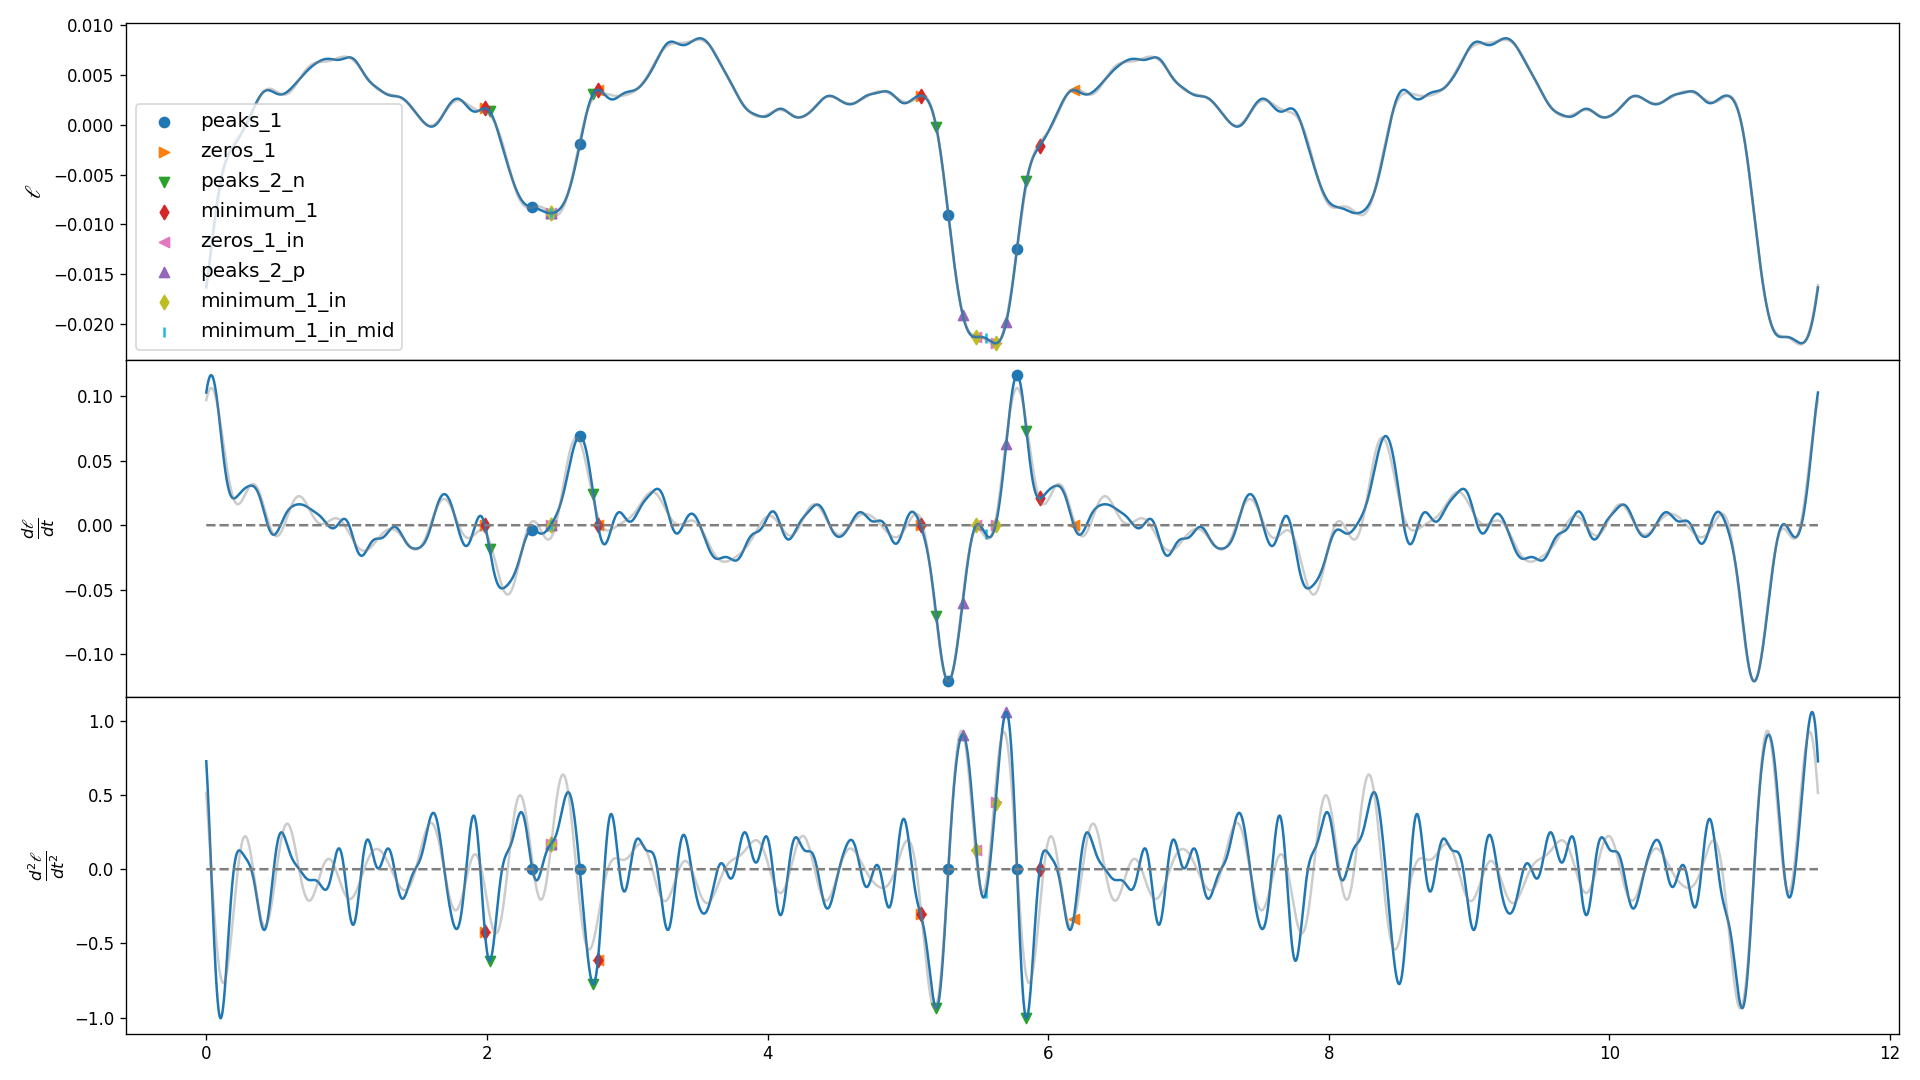 0.010
0.005
0.000
−0.005
−0.010
−0.015
−0.020
ℓ
peaks_1
zeros_1
peaks_2_n
minimum_1
zeros_1_in
peaks_2_p
minimum_1_in
minimum_1_in_mid
0.10
0.05
0.00
−0.05
−0.10
dℓ
dt
1.0
0.5
0.0
−0.5
−1.0
d²ℓ
dt²
0 2 4 6 8 10 12